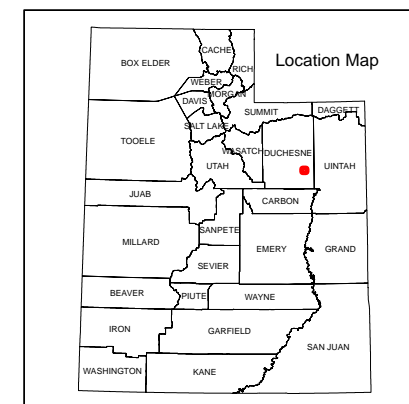 Location Map
CACHE
BOX ELDER
RICH
WEBER
MORGAN
DAVIS
SUMMIT
DAGGETT
SALT LAKE
TOOELE
WASATCH
DUCHESNE
UTAH
UINTAH
JUAB
CARBON
SANPETE
MILLARD
EMERY
GRAND
SEVIER
BEAVER
PIUTE
WAYNE
IRON
GARFIELD
SAN JUAN
WASHINGTON
KANE